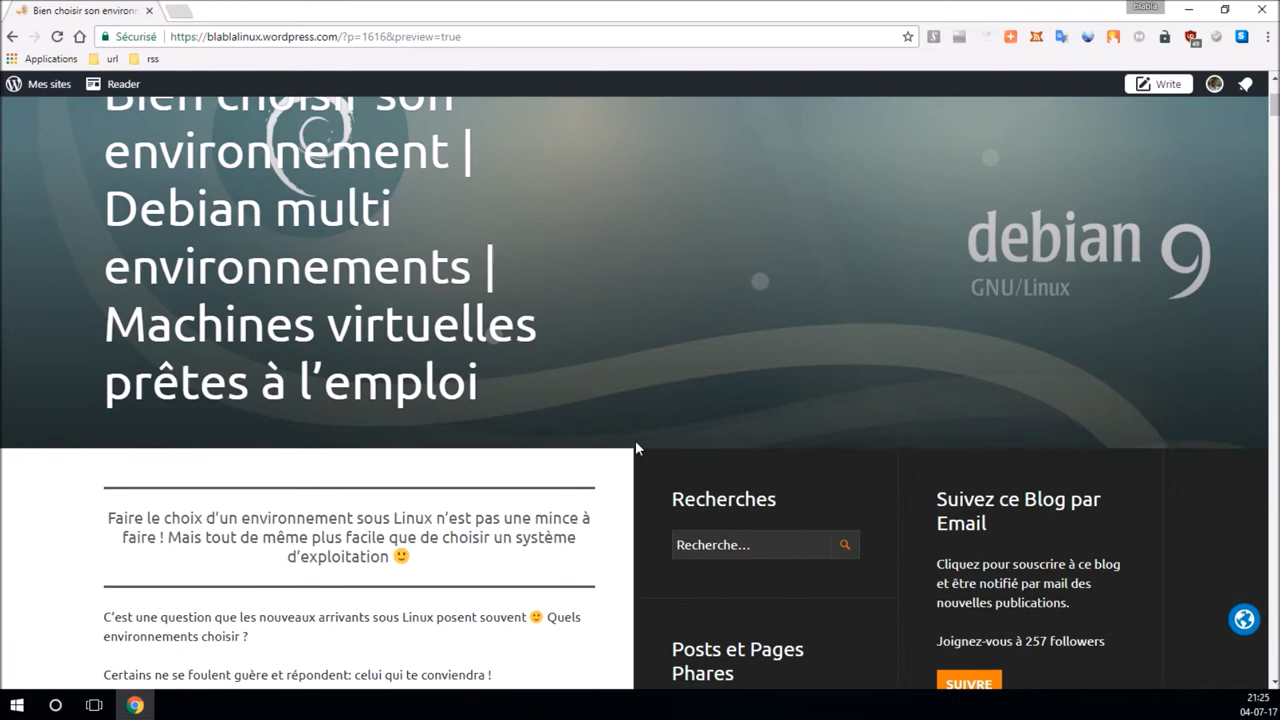 Bien choisir son environn
blabla
Sécurisé
https://blablalinux.wordpress.com/?p=1616&preview=true
Applications
url
rss
Mes sites
Reader
Write
Bien choisir son
environnement |
Debian multi
environnements |
Machines virtuelles
prêtes à l’emploi
debian 9
GNU/Linux
Faire le choix d’un environnement sous Linux n’est pas une mince à
faire ! Mais tout de même plus facile que de choisir un système
d’exploitation 🙂
C’est une question que les nouveaux arrivants sous Linux posent souvent 🙂 Quels
environnements choisir ?
Certains ne se foulent guère et répondent: celui qui te conviendra !
Recherches
Recherche…
Posts et Pages
Phares
Suivez ce Blog par
Email
Cliquez pour souscrire à ce blog
et être notifié par mail des
nouvelles publications.
Joignez-vous à 257 followers
SUIVRE
21:25
04-07-17